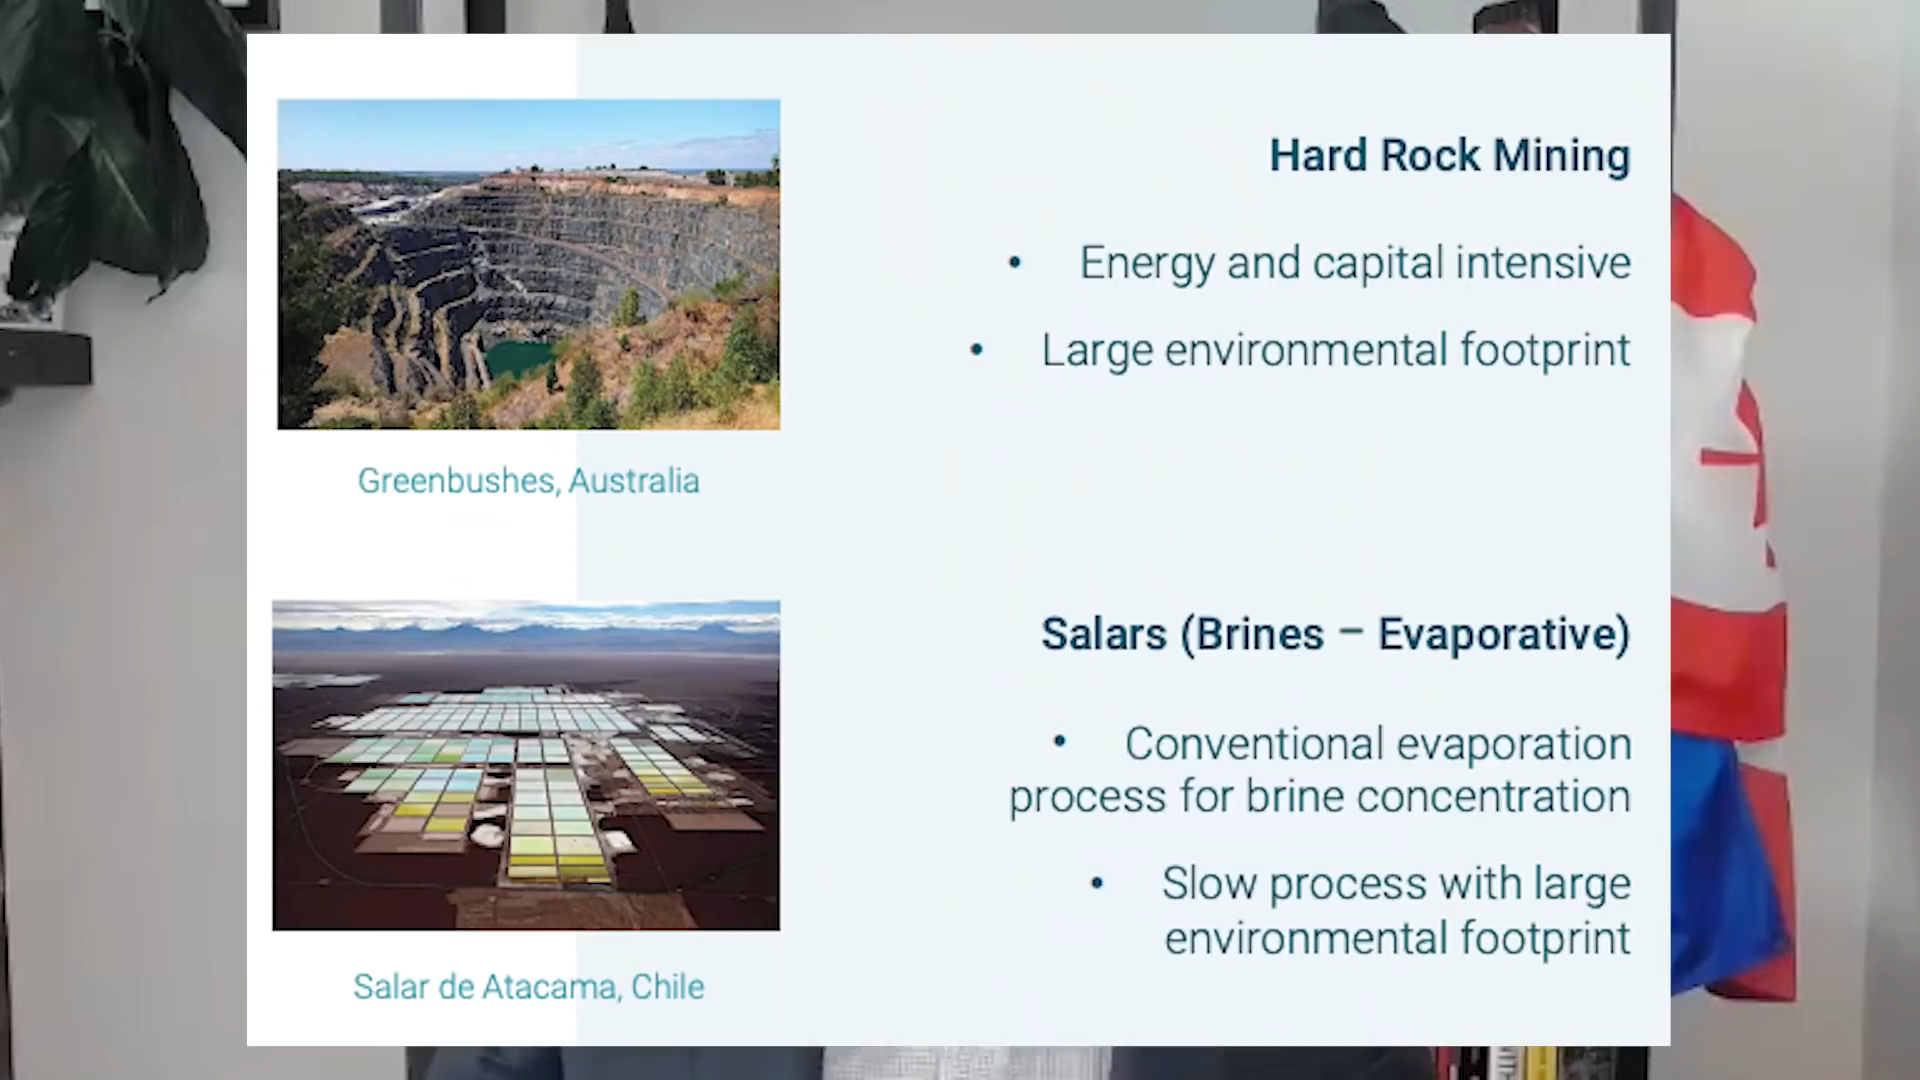 Hard Rock Mining
• Energy and capital intensive
• Large environmental footprint
Greenbushes, Australia
Salars (Brines – Evaporative)
• Conventional evaporation
process for brine concentration
• Slow process with large
environmental footprint
Salar de Atacama, Chile